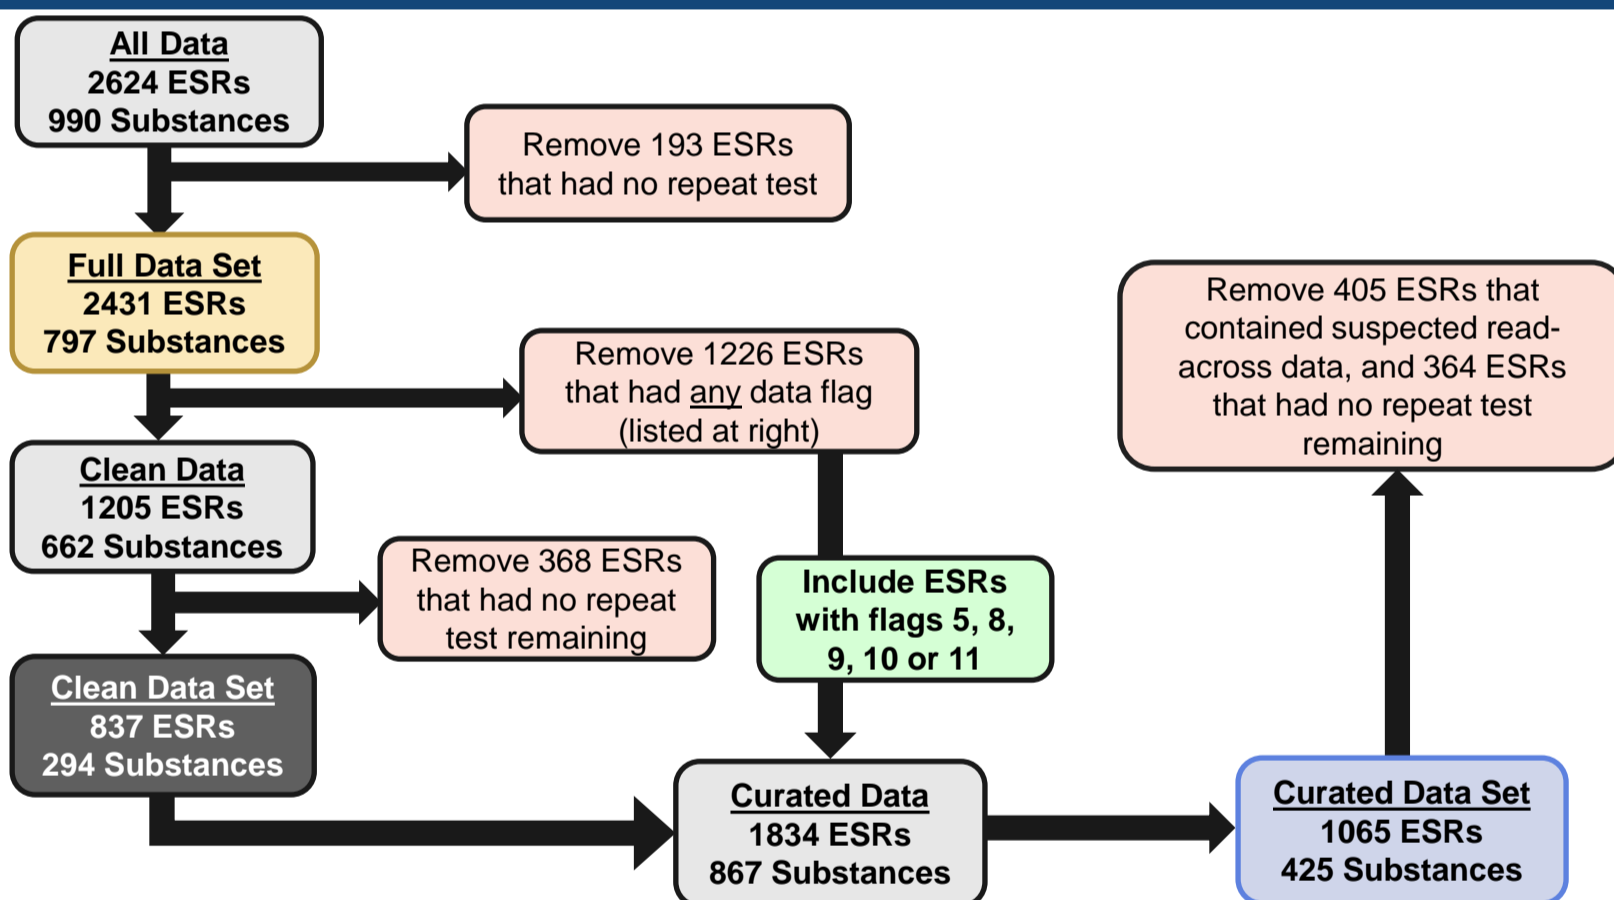 All Data
2624 ESRs
990 Substances
Remove 193 ESRs
that had no repeat test
Full Data Set
2431 ESRs
797 Substances
Remove 1226 ESRs
that had any data flag
(listed at right)
Remove 405 ESRs that
contained suspected read-
across data, and 364 ESRs
that had no repeat test
remaining
Clean Data
1205 ESRs
662 Substances
Remove 368 ESRs
that had no repeat
test remaining
Include ESRs
with flags 5, 8,
9, 10 or 11
Clean Data Set
837 ESRs
294 Substances
Curated Data
1834 ESRs
867 Substances
Curated Data Set
1065 ESRs
425 Substances